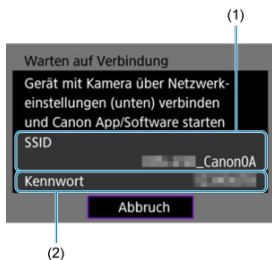 (1)
Warten auf Verbindung
Gerät mit Kamera über Netzwerk-
einstellungen (unten) verbinden
und Canon App/Software starten
SSID
_Canon0A
Kennwort
Abbruch
(2)